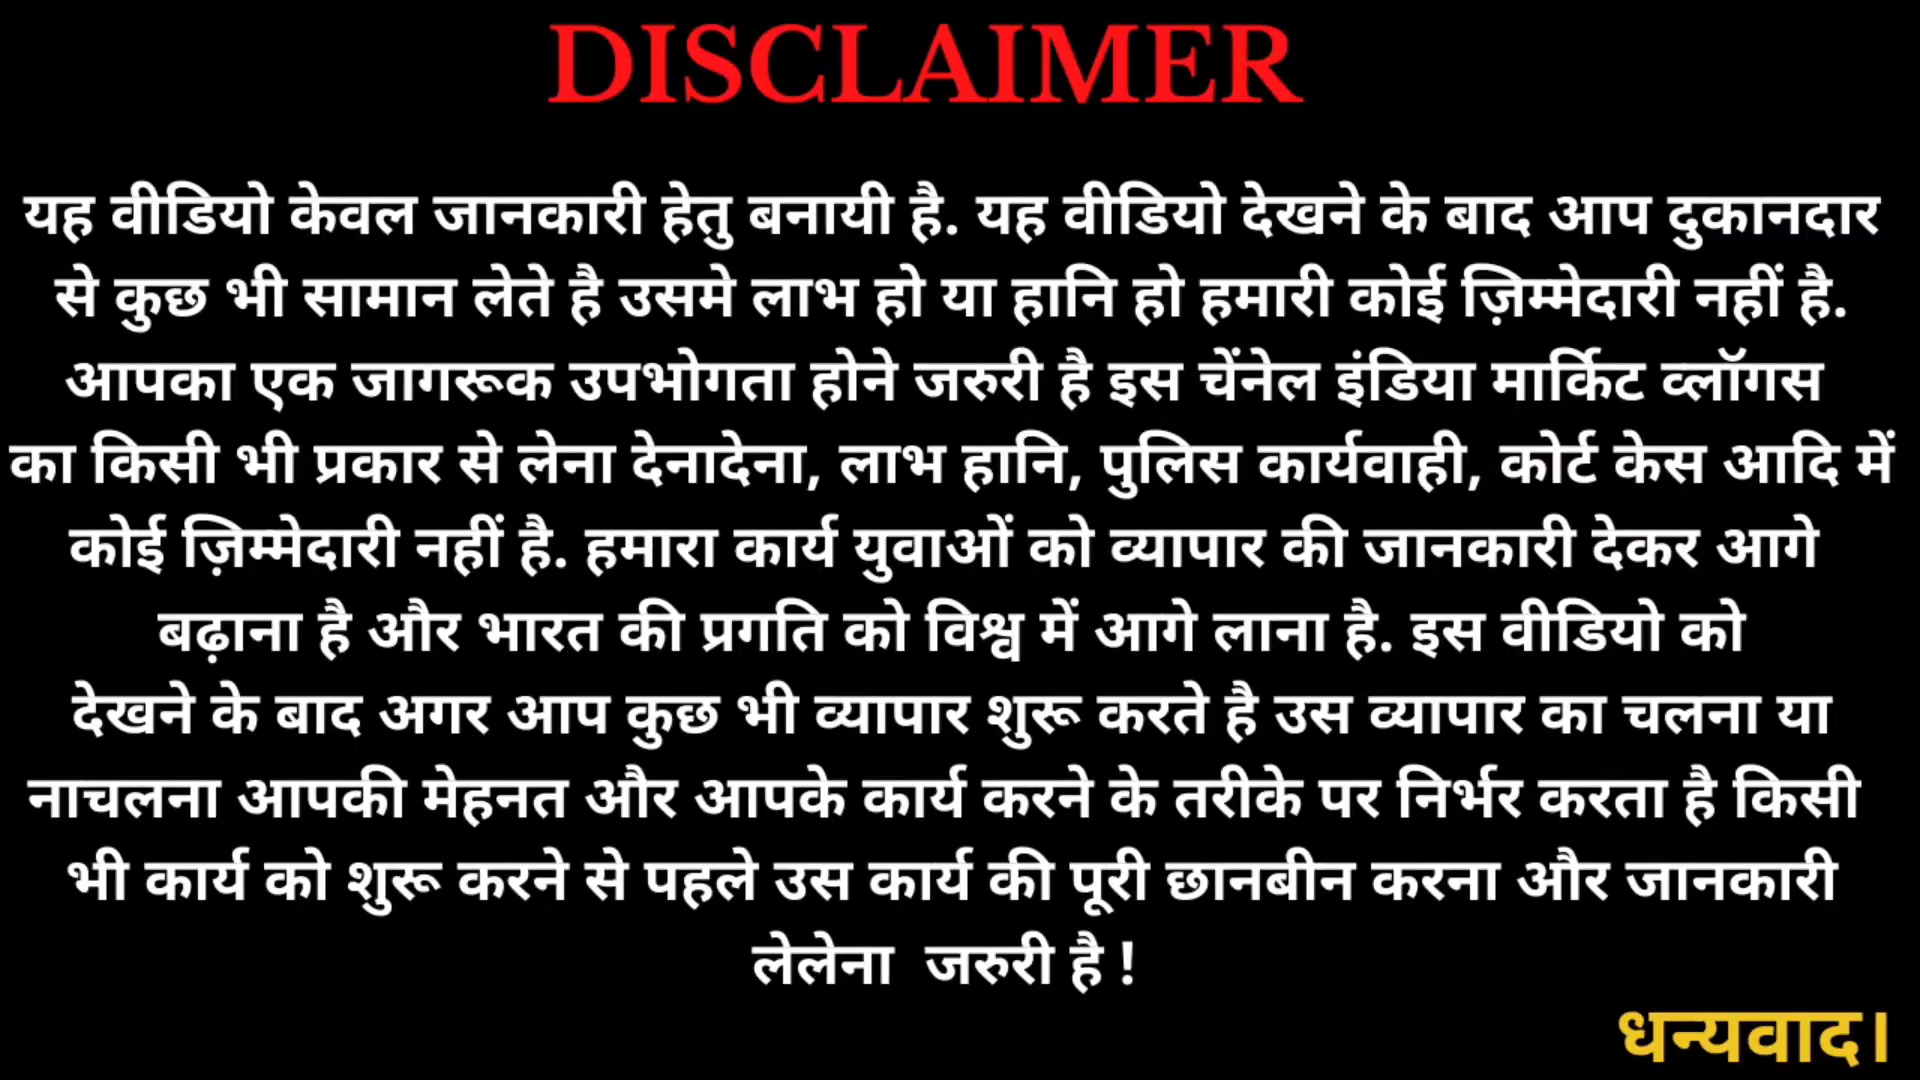 DISCLAIMER
यह वीडियो केवल जानकारी हेतु बनायी है. यह वीडियो देखने के बाद आप दुकानदार
से कुछ भी सामान लेते है उसमे लाभ हो या हानि हो हमारी कोई ज़िम्मेदारी नहीं है.
आपका एक जागरूक उपभोगता होने जरुरी है इस चेंनेल इंडिया मार्किट व्लॉगस
का किसी भी प्रकार से लेना देनादेना, लाभ हानि, पुलिस कार्यवाही, कोर्ट केस आदि में
कोई ज़िम्मेदारी नहीं है. हमारा कार्य युवाओं को व्यापार की जानकारी देकर आगे
बढ़ाना है और भारत की प्रगति को विश्व में आगे लाना है. इस वीडियो को
देखने के बाद अगर आप कुछ भी व्यापार शुरू करते है उस व्यापार का चलना या
नाचलना आपकी मेहनत और आपके कार्य करने के तरीके पर निर्भर करता है किसी
भी कार्य को शुरू करने से पहले उस कार्य की पूरी छानबीन करना और जानकारी
लेलेना  जरुरी है !
धन्यवाद।